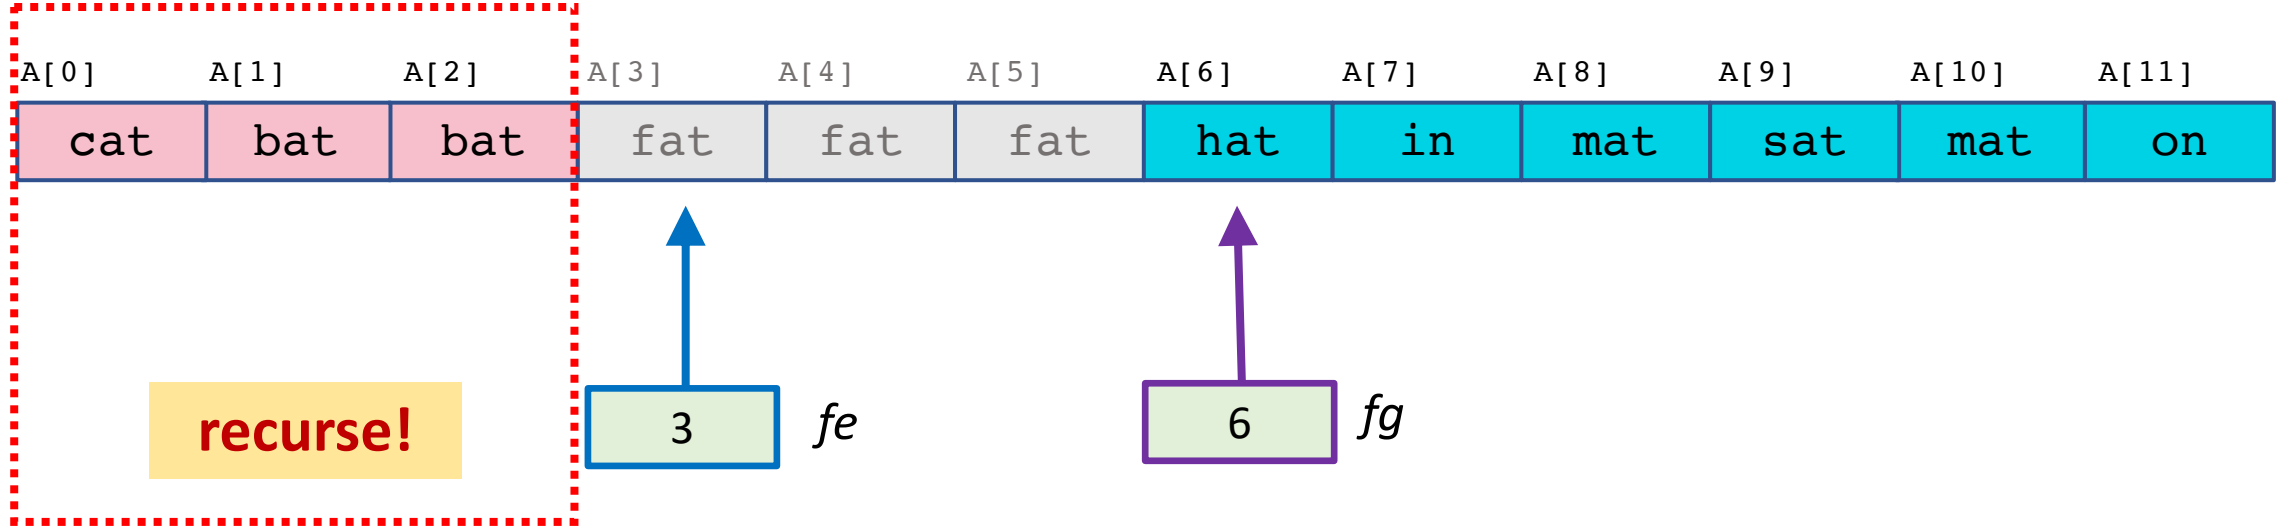 A[0] A[1] A[2] A[3] A[4] A[5] A[6] A[7] A[8] A[9] A[10] A[11]
cat bat bat fat fat fat hat in mat sat mat on
recurse! 3 fe 6 fg